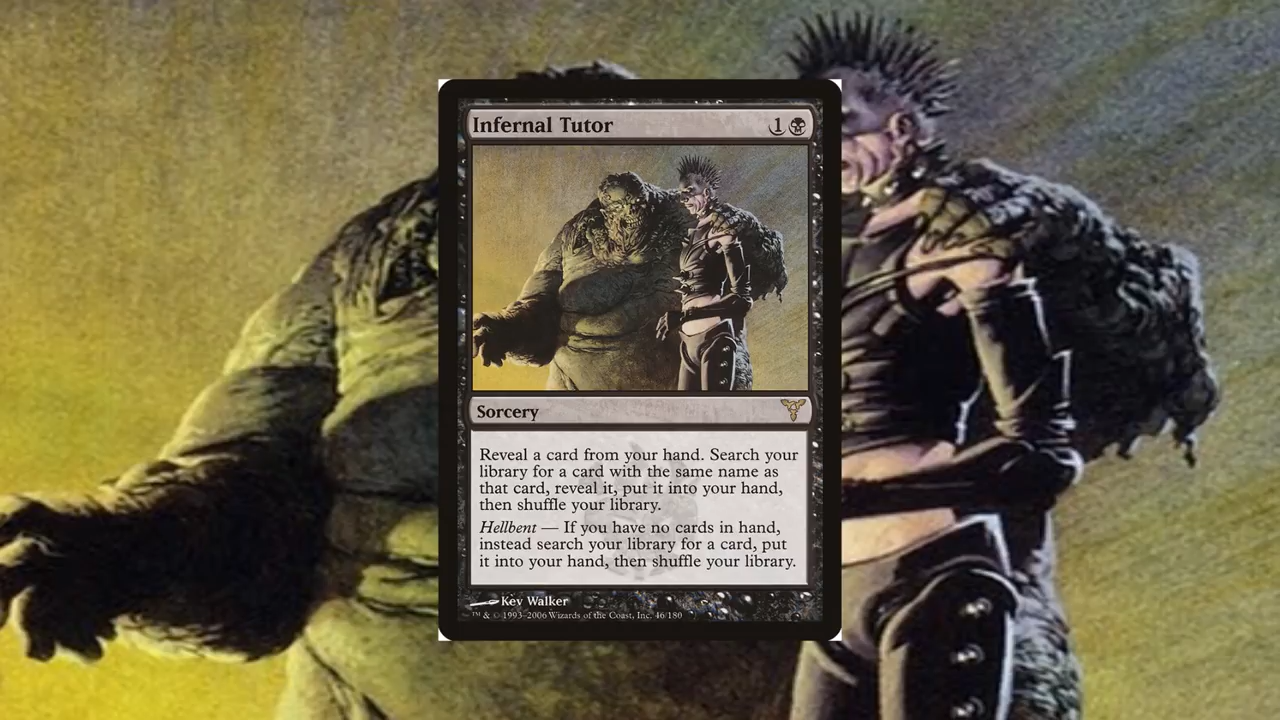 Infernal Tutor 1
Sorcery
Reveal a card from your hand. Search your
library for a card with the same name as
that card, reveal it, put it into your hand,
then shuffle your library.
Hellbent — If you have no cards in hand,
instead search your library for a card, put
it into your hand, then shuffle your library.
Kev Walker
™ & © 1993–2006 Wizards of the Coast, Inc. 46/180